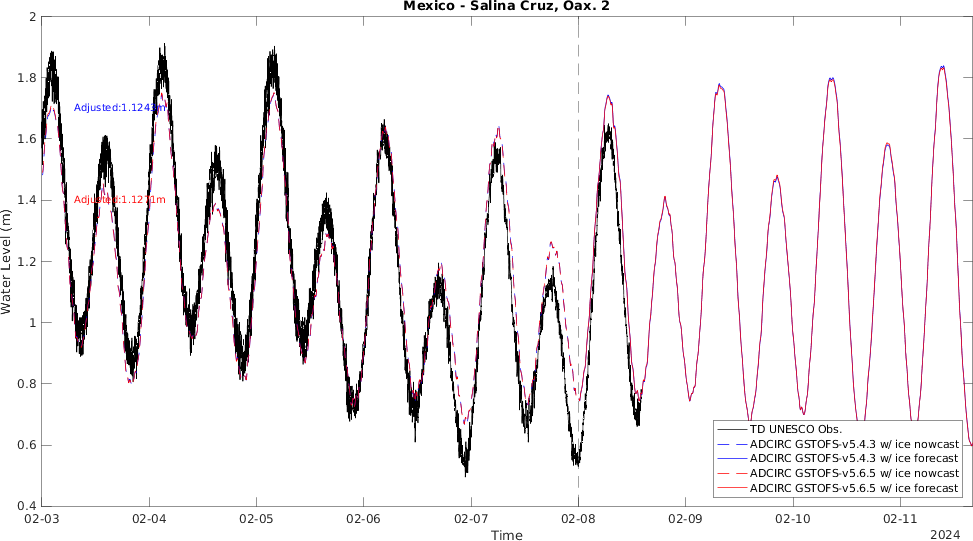 Mexico - Salina Cruz, Oax. 2
2
1.8
1.6
1.4
1.2
1
0.8
0.6
0.4
Water Level (m)
Adjusted:1.1243m
Adjusted:1.1271m
TD UNESCO Obs.
ADCIRC GSTOFS-v5.4.3 w/ ice nowcast
ADCIRC GSTOFS-v5.4.3 w/ ice forecast
ADCIRC GSTOFS-v5.6.5 w/ ice nowcast
ADCIRC GSTOFS-v5.6.5 w/ ice forecast
02-03 02-04 02-05 02-06 02-07 02-08 02-09 02-10 02-11
Time
2024